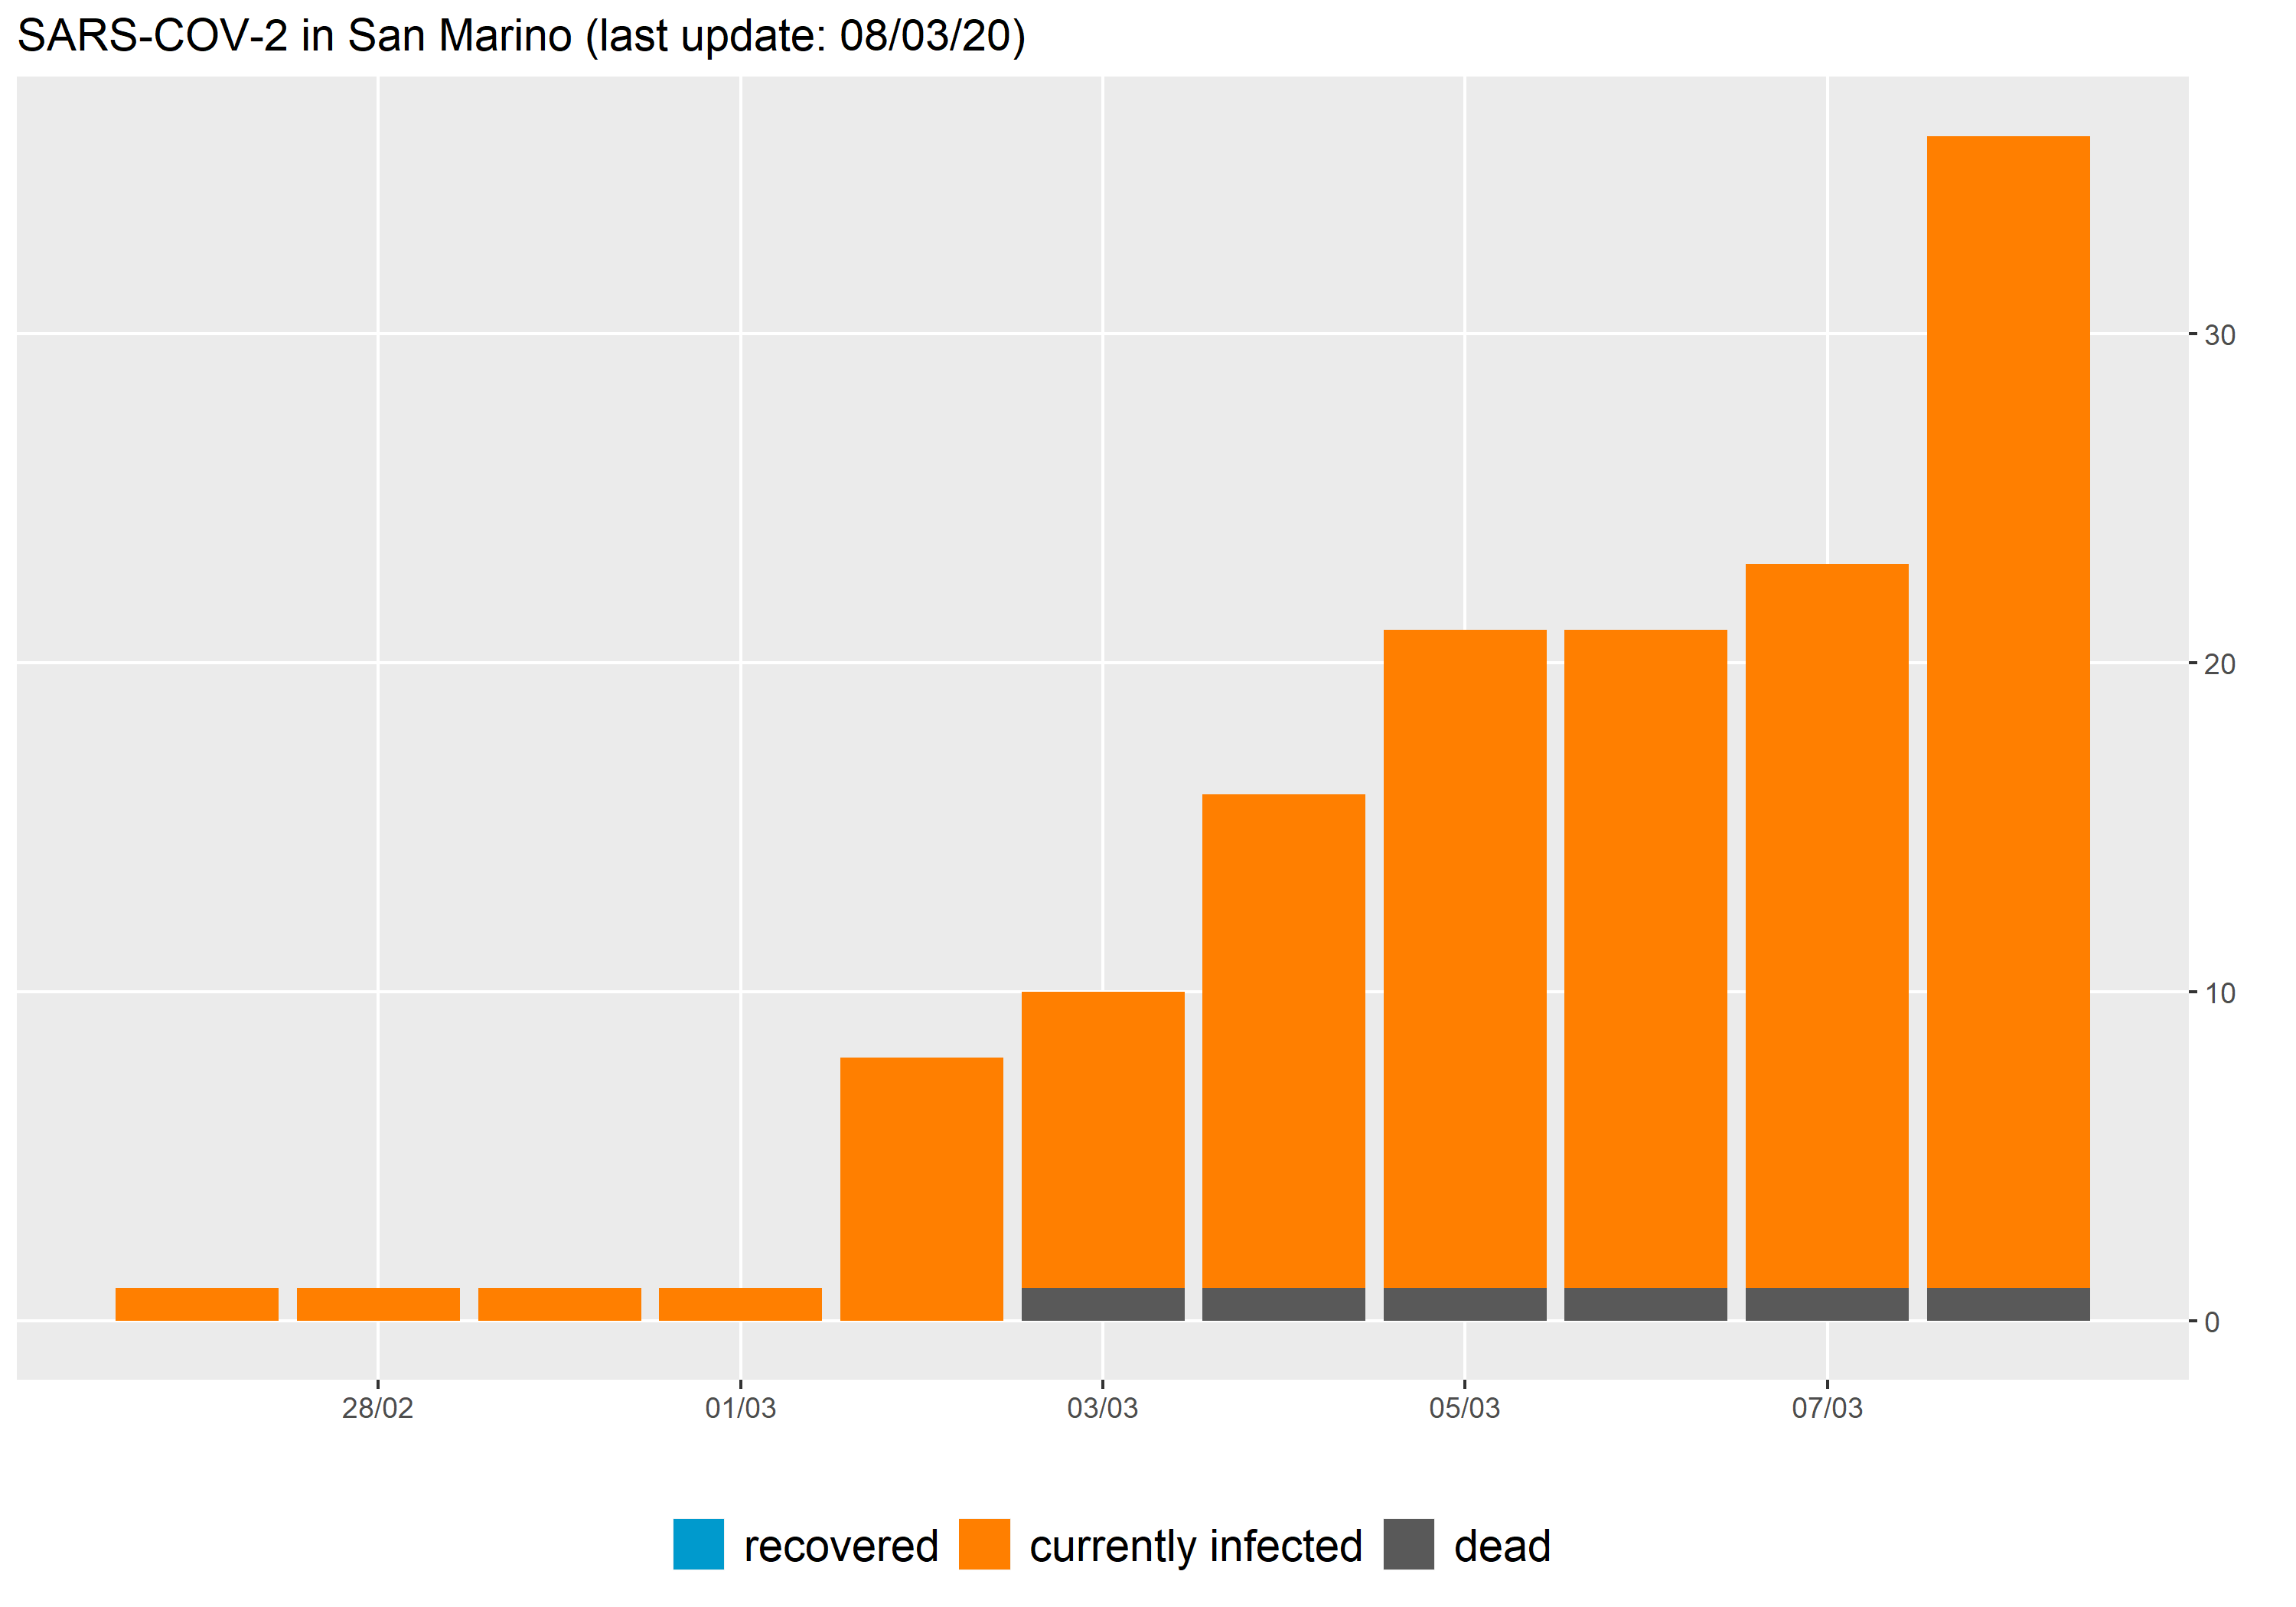 SARS-COV-2 in San Marino (last update: 08/03/20)
30
20
10
0
28/02 01/03 03/03 05/03 07/03
recovered currently infected dead